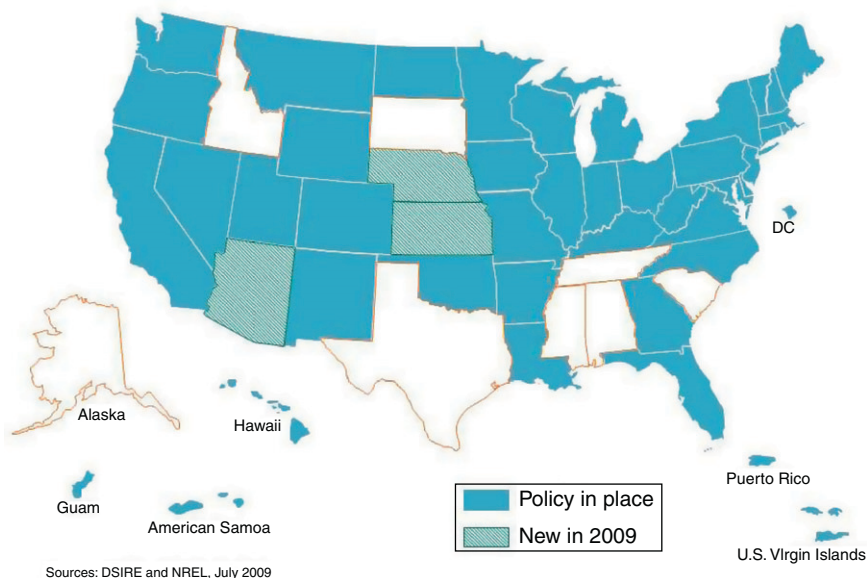 DC
Alaska
Hawaii
Guam
American Samoa
Policy in place
New in 2009
Puerto Rico
U.S. VIrgin Islands
Sources: DSIRE and NREL, July 2009